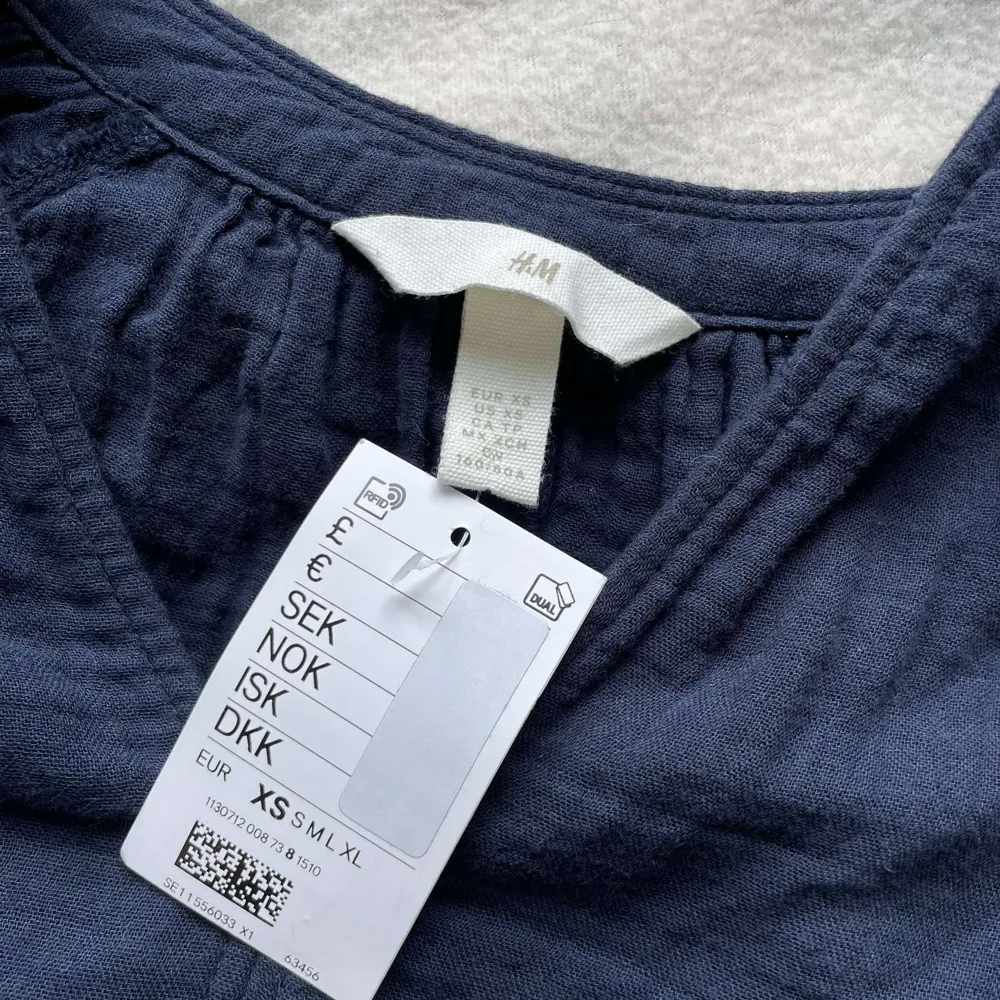 H&M
EUR XS
US XS
CA TP
MX XCH
CN
160/80A
RFID
DUAL
£
€
SEK
NOK
ISK
DKK
EUR XS S M L XL
1130712 008 73 8 1510
SE11556033 X1
63456